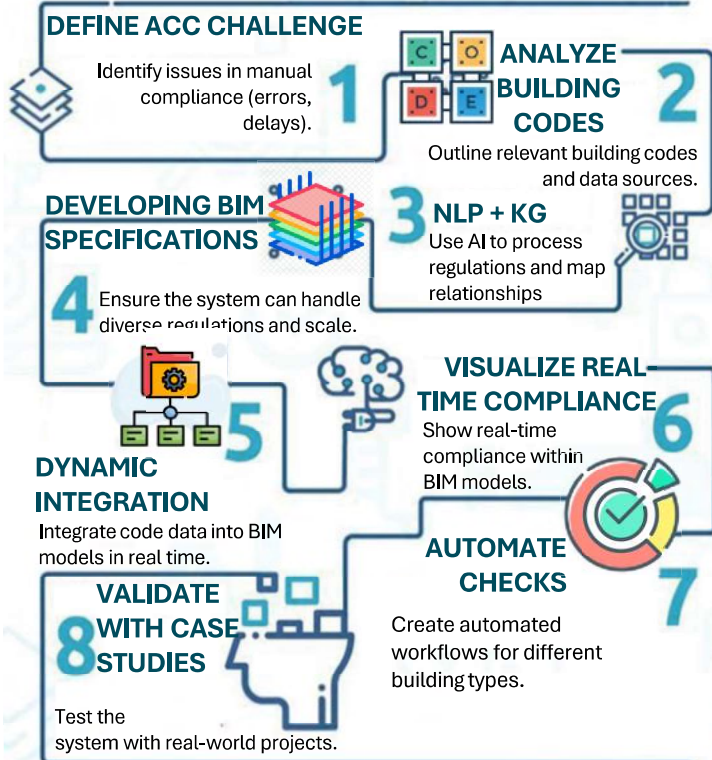 DEFINE ACC CHALLENGE
Identify issues in manual
compliance (errors,
delays).
1
C O
D E
ANALYZE
BUILDING
CODES
2
Outline relevant building codes
and data sources.
DEVELOPING BIM
SPECIFICATIONS
3
NLP + KG
Use AI to process
regulations and map
relationships
4
Ensure the system can handle
diverse regulations and scale.
5
DYNAMIC
INTEGRATION
Integrate code data into BIM
models in real time.
VISUALIZE REAL
TIME COMPLIANCE
Show real-time
compliance within
BIM models.
6
AUTOMATE
CHECKS
7
Create automated
workflows for different
building types.
VALIDATE
WITH CASE
STUDIES
8
Test the
system with real-world projects.